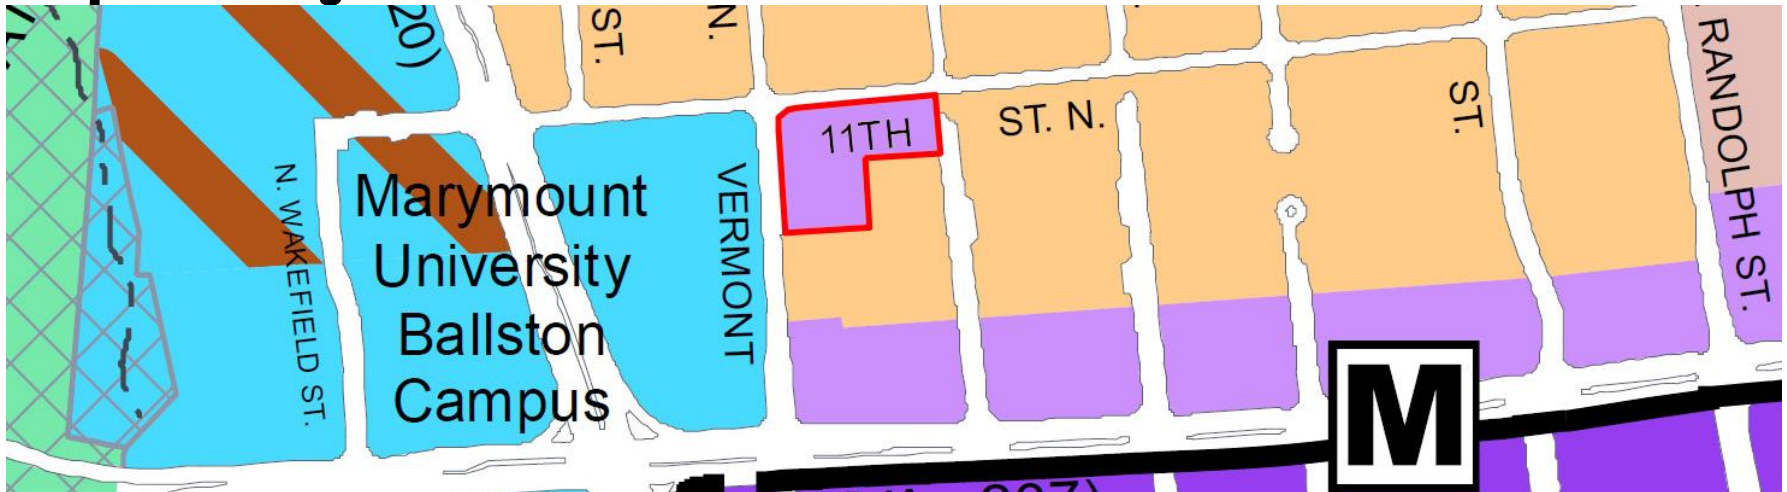 20)
ST.
N.
RANDOLPH ST.
11TH
ST. N.
ST.
N. WAKEFIELD ST.
Marymount
University
Ballston
Campus
VERMONT
M